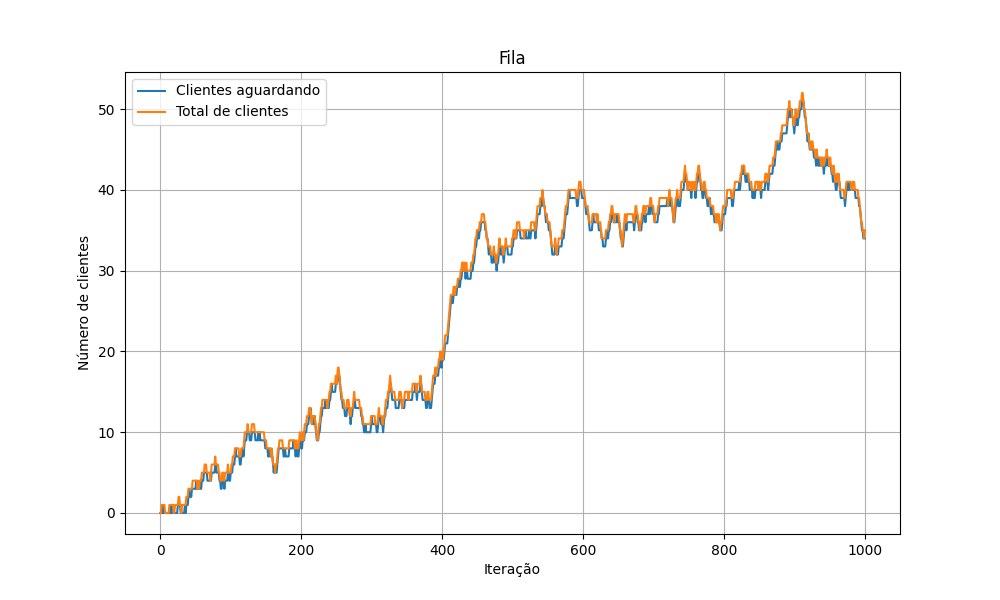 Fila
Clientes aguardando
Total de clientes
Número de clientes
50
40
30
20
10
0
0 200 400 600 800 1000
Iteração